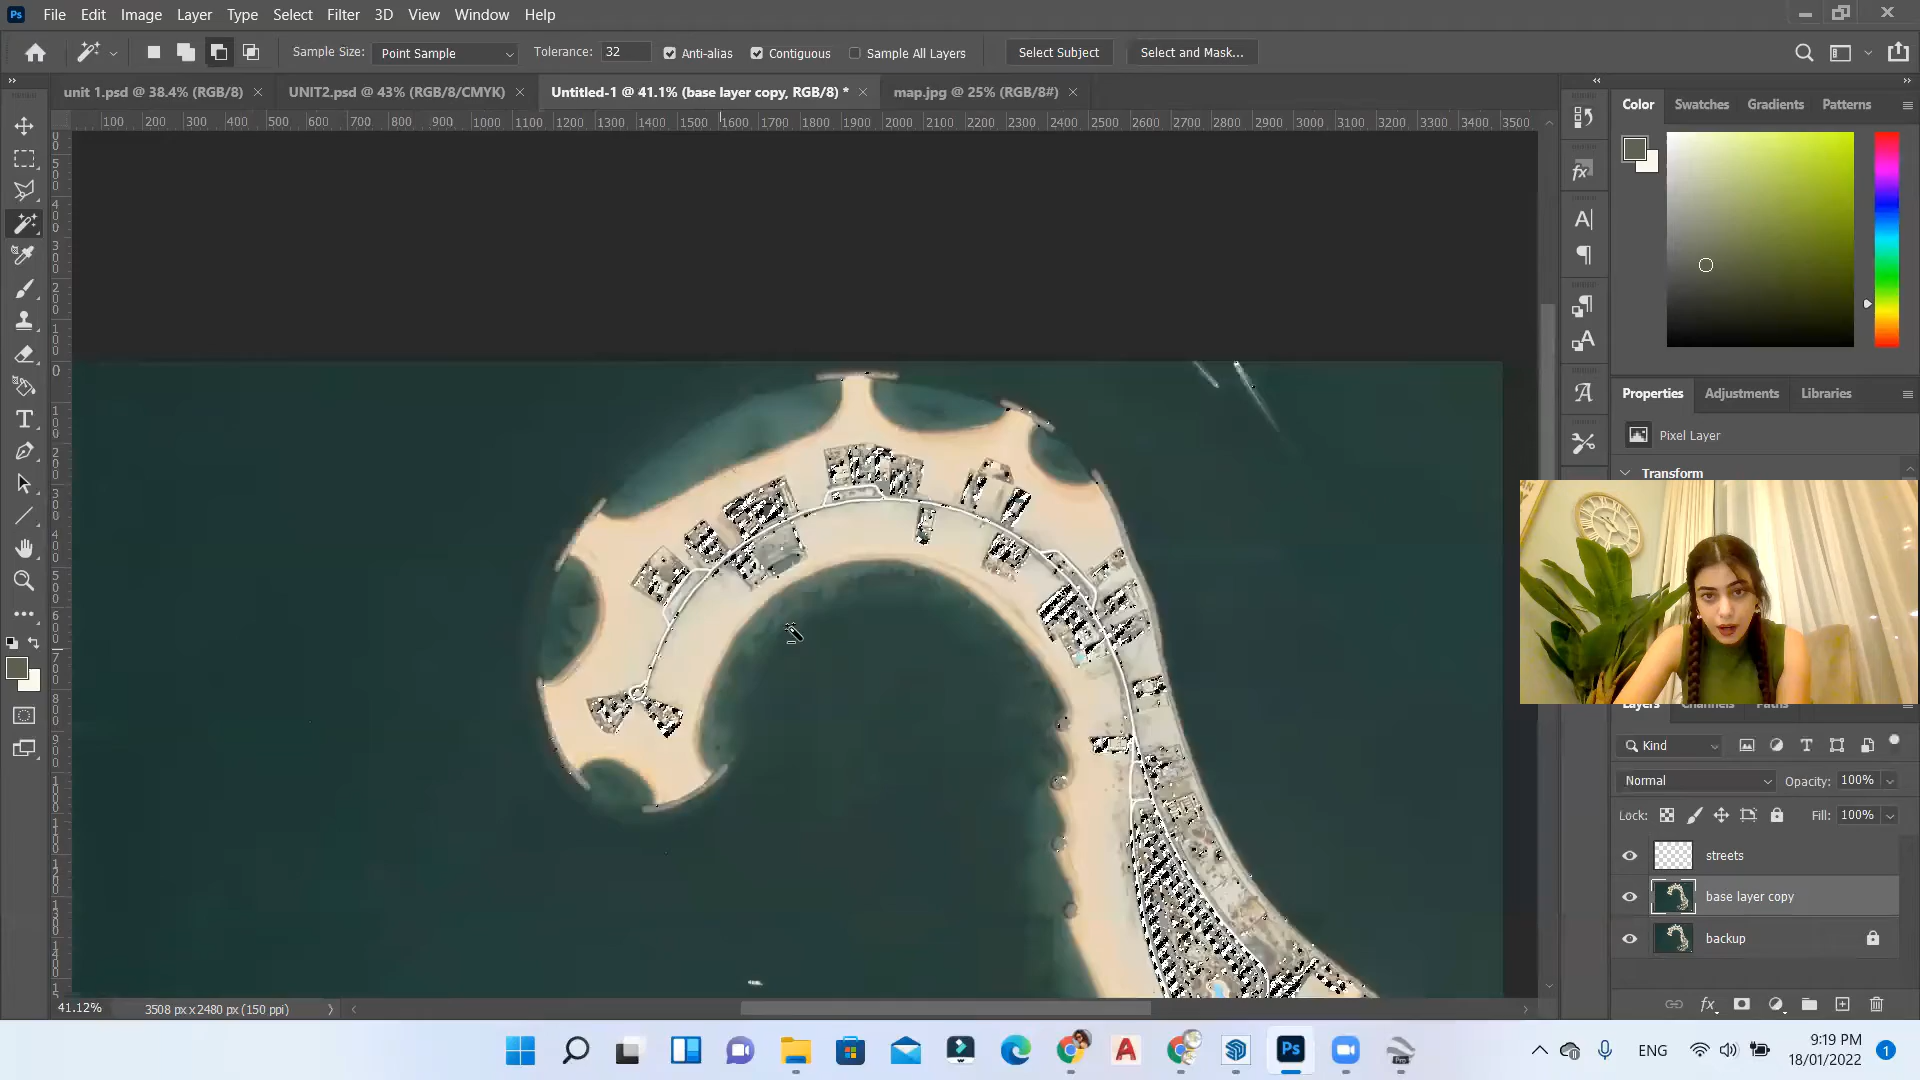 Ps File Edit Image Layer Type Select Filter 3D View Window Help
Sample Size: Point Sample Tolerance: 32 Anti-alias Contiguous Sample All Layers Select Subject Select and Mask...
unit 1.psd @ 38.4% (RGB/8) UNIT2.psd @ 43% (RGB/8/CMYK) Untitled-1 @ 41.1% (base layer copy, RGB/8) * map.jpg @ 25% (RGB/8#)
100 200 300 400 500 600 700 800 900 1000 1100 1200 1300 1400 1500 1600 1700 1800 1900 2000 2100 2200 2300 2400 2500 2600 2700 2800 2900 3000 3100 3200 3300 3400 3500
Color Swatches Gradients Patterns
Properties Adjustments Libraries
Pixel Layer
Transform
Layers Channels Paths
Kind
Normal Opacity: 100%
Lock: Fill: 100%
streets
base layer copy
backup
41.12% 3508 px x 2480 px (150 ppi)
Ps
ENG
9:19 PM
18/01/2022
1